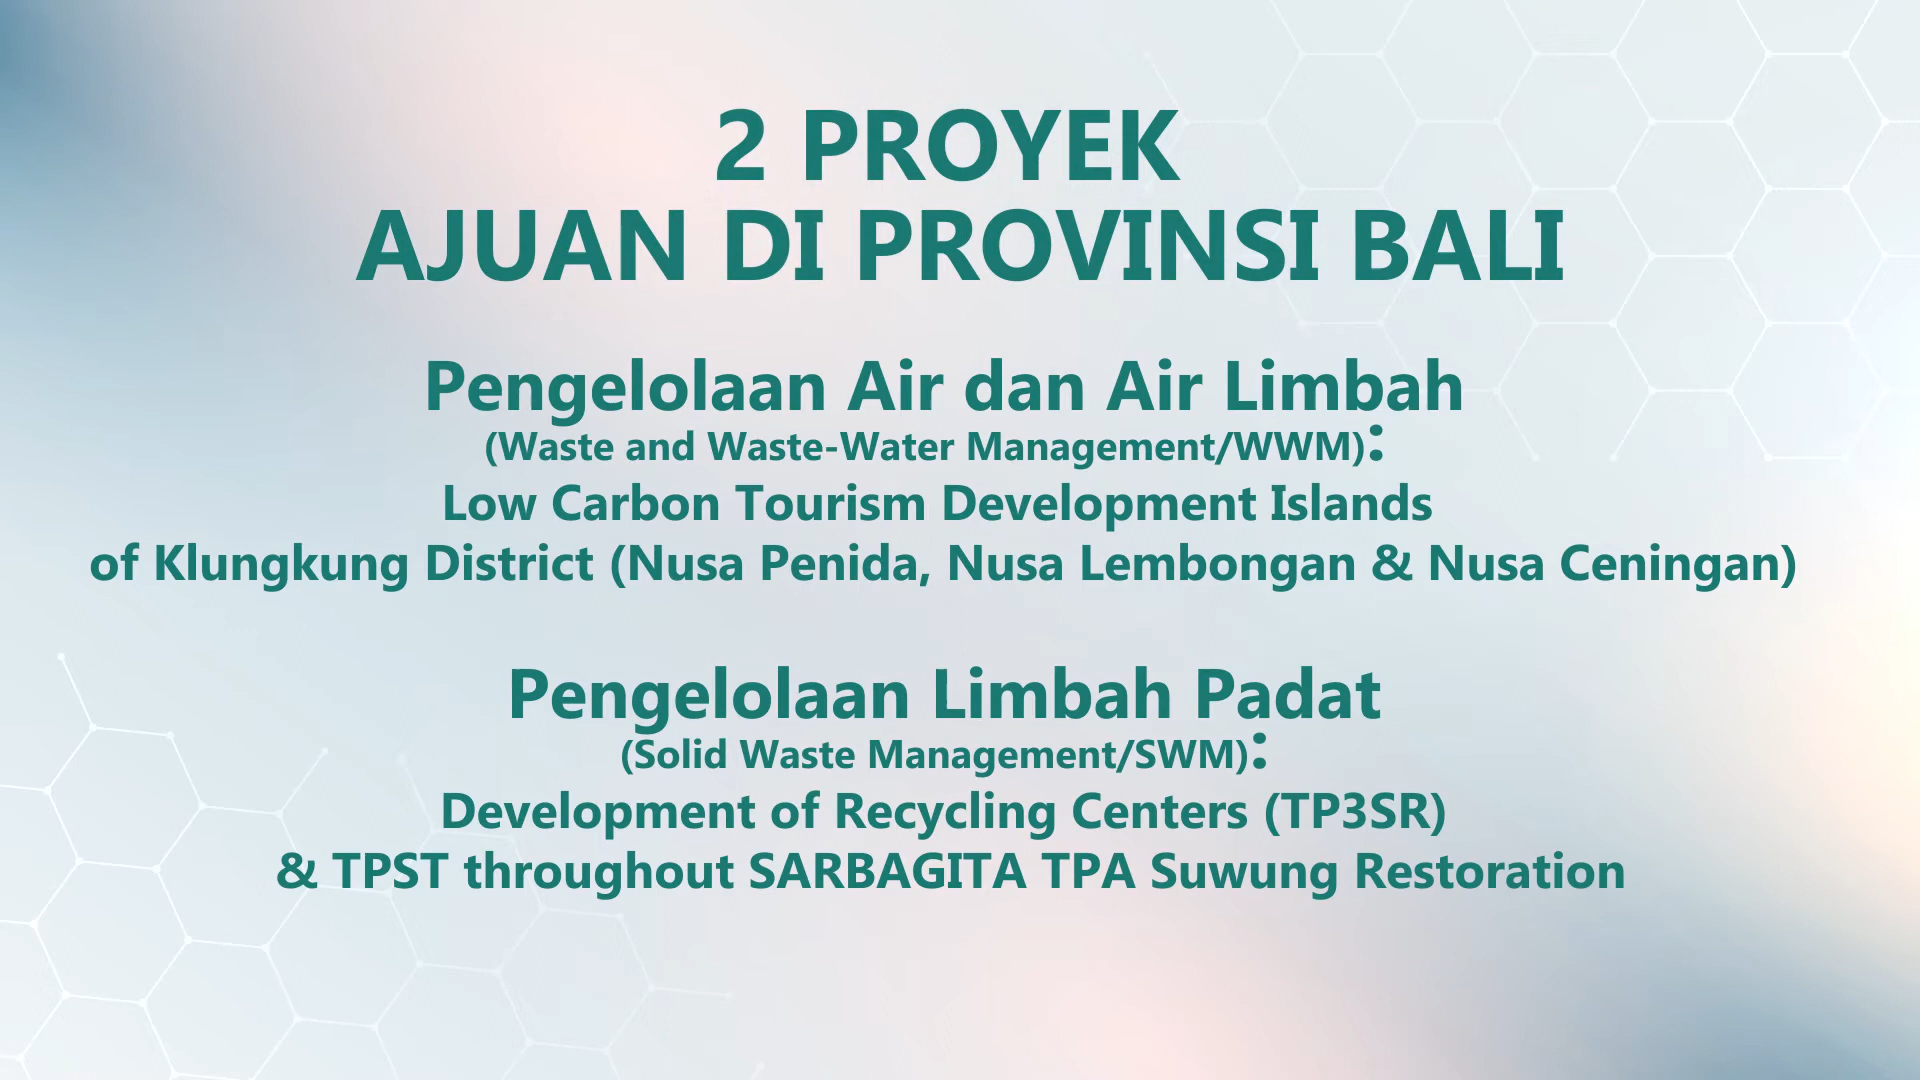 2 PROYEK
AJUAN DI PROVINSI BALI
Pengelolaan Air dan Air Limbah
(Waste and Waste-Water Management/WWM):
Low Carbon Tourism Development Islands
of Klungkung District (Nusa Penida, Nusa Lembongan & Nusa Ceningan)
Pengelolaan Limbah Padat
(Solid Waste Management/SWM):
Development of Recycling Centers (TP3SR)
& TPST throughout SARBAGITA TPA Suwung Restoration